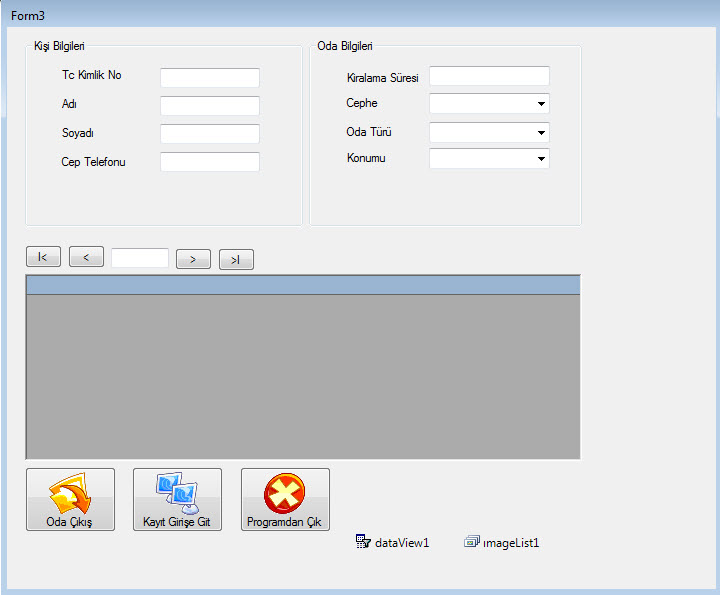 Form3
Kişi Bilgileri
Tc Kimlik No
Adı
Soyadı
Cep Telefonu
Oda Bilgileri
Kiralama Süresi
Cephe
Oda Türü
Konumu
|< < > >|
Oda Çıkış
Kayıt Girişe Git
Programdan Çık
dataView1
ımageList1